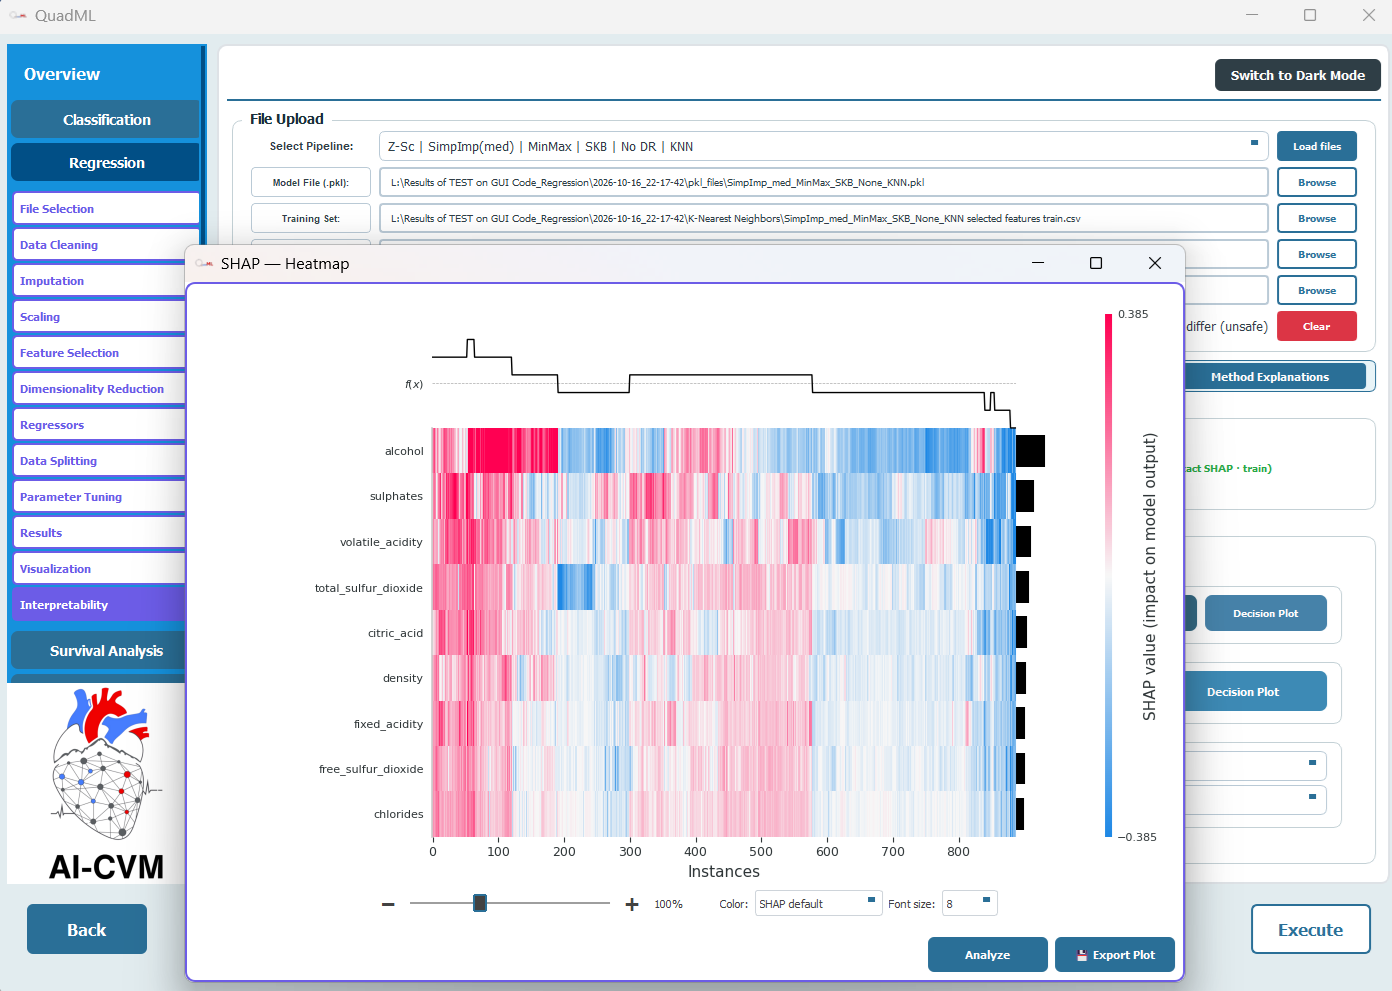 QuadML
Overview
Switch to Dark Mode
Classification
Regression
File Selection
Data Cleaning
Imputation
Scaling
Feature Selection
Dimensionality Reduction
Regressors
Data Splitting
Parameter Tuning
Results
Visualization
Interpretability
Survival Analysis
AI-CVM
Back
File Upload
Select Pipeline:
Z-Sc | SimpImp(med) | MinMax | SKB | No DR | KNN
Load files
Model File (.pkl):
L:\Results of TEST on GUI Code_Regression\2026-10-16_22-17-42\pkl_files\SimpImp_med_MinMax_SKB_None_KNN.pkl
Browse
Training Set:
L:\Results of TEST on GUI Code_Regression\2026-10-16_22-17-42\K-Nearest Neighbors\SimpImp_med_MinMax_SKB_None_KNN selected features train.csv
Browse
Browse
Browse
differ (unsafe)
Clear
Method Explanations
act SHAP · train)
Decision Plot
Decision Plot
Execute
SHAP — Heatmap
f(x)
alcohol
sulphates
volatile_acidity
total_sulfur_dioxide
citric_acid
density
fixed_acidity
free_sulfur_dioxide
chlorides
0 100 200 300 400 500 600 700 800
Instances
0.385
SHAP value (impact on model output)
−0.385
− + 100%
Color: SHAP default Font size: 8
Analyze
Export Plot